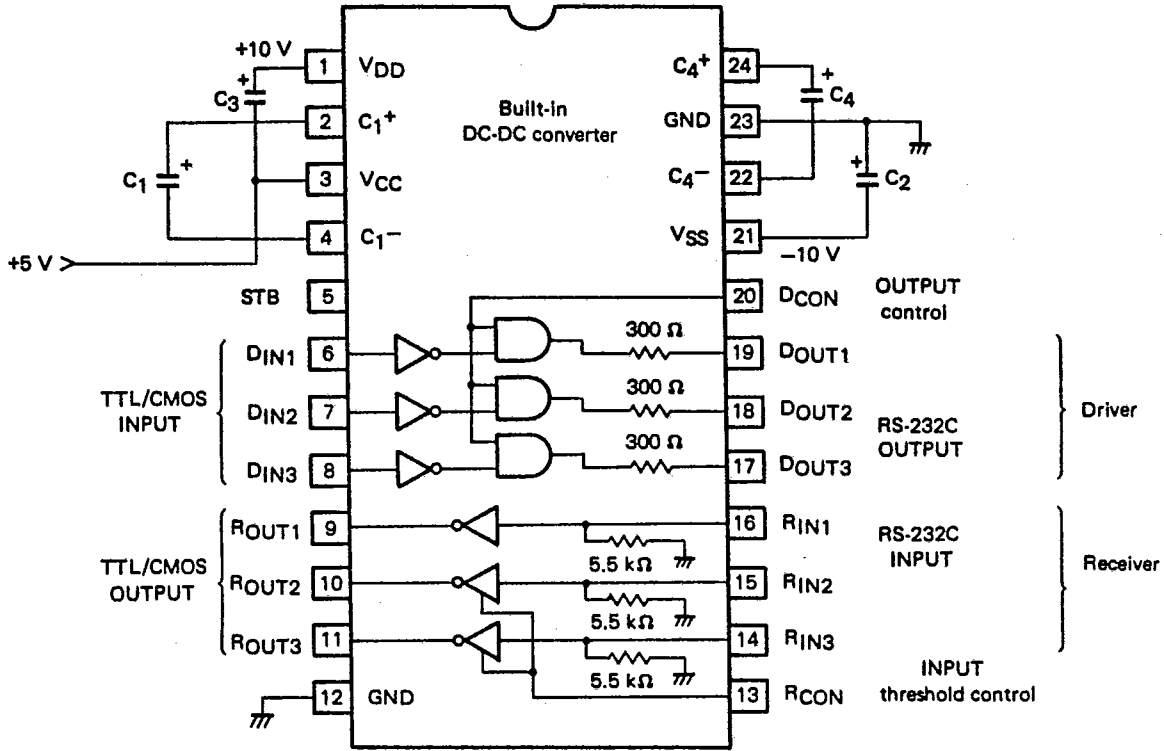 +10 V
1
VDD
C4+
24
+
C3
+
C4
Built-in
DC-DC converter
2
C1+
GND
23
+
C1
3
VCC
C4−
22
+
C2
4
C1−
VSS
21
−10 V
+5 V
STB
5
20
DCON
OUTPUT
control
TTL/CMOS
INPUT
DIN1
6
300 Ω
19
DOUT1
DIN2
7
300 Ω
18
DOUT2
DIN3
8
300 Ω
17
DOUT3
RS-232C
OUTPUT
Driver
TTL/CMOS
OUTPUT
ROUT1
9
5.5 kΩ
16
RIN1
ROUT2
10
5.5 kΩ
15
RIN2
ROUT3
11
5.5 kΩ
14
RIN3
RS-232C
INPUT
Receiver
12
GND
13
RCON
INPUT
threshold control